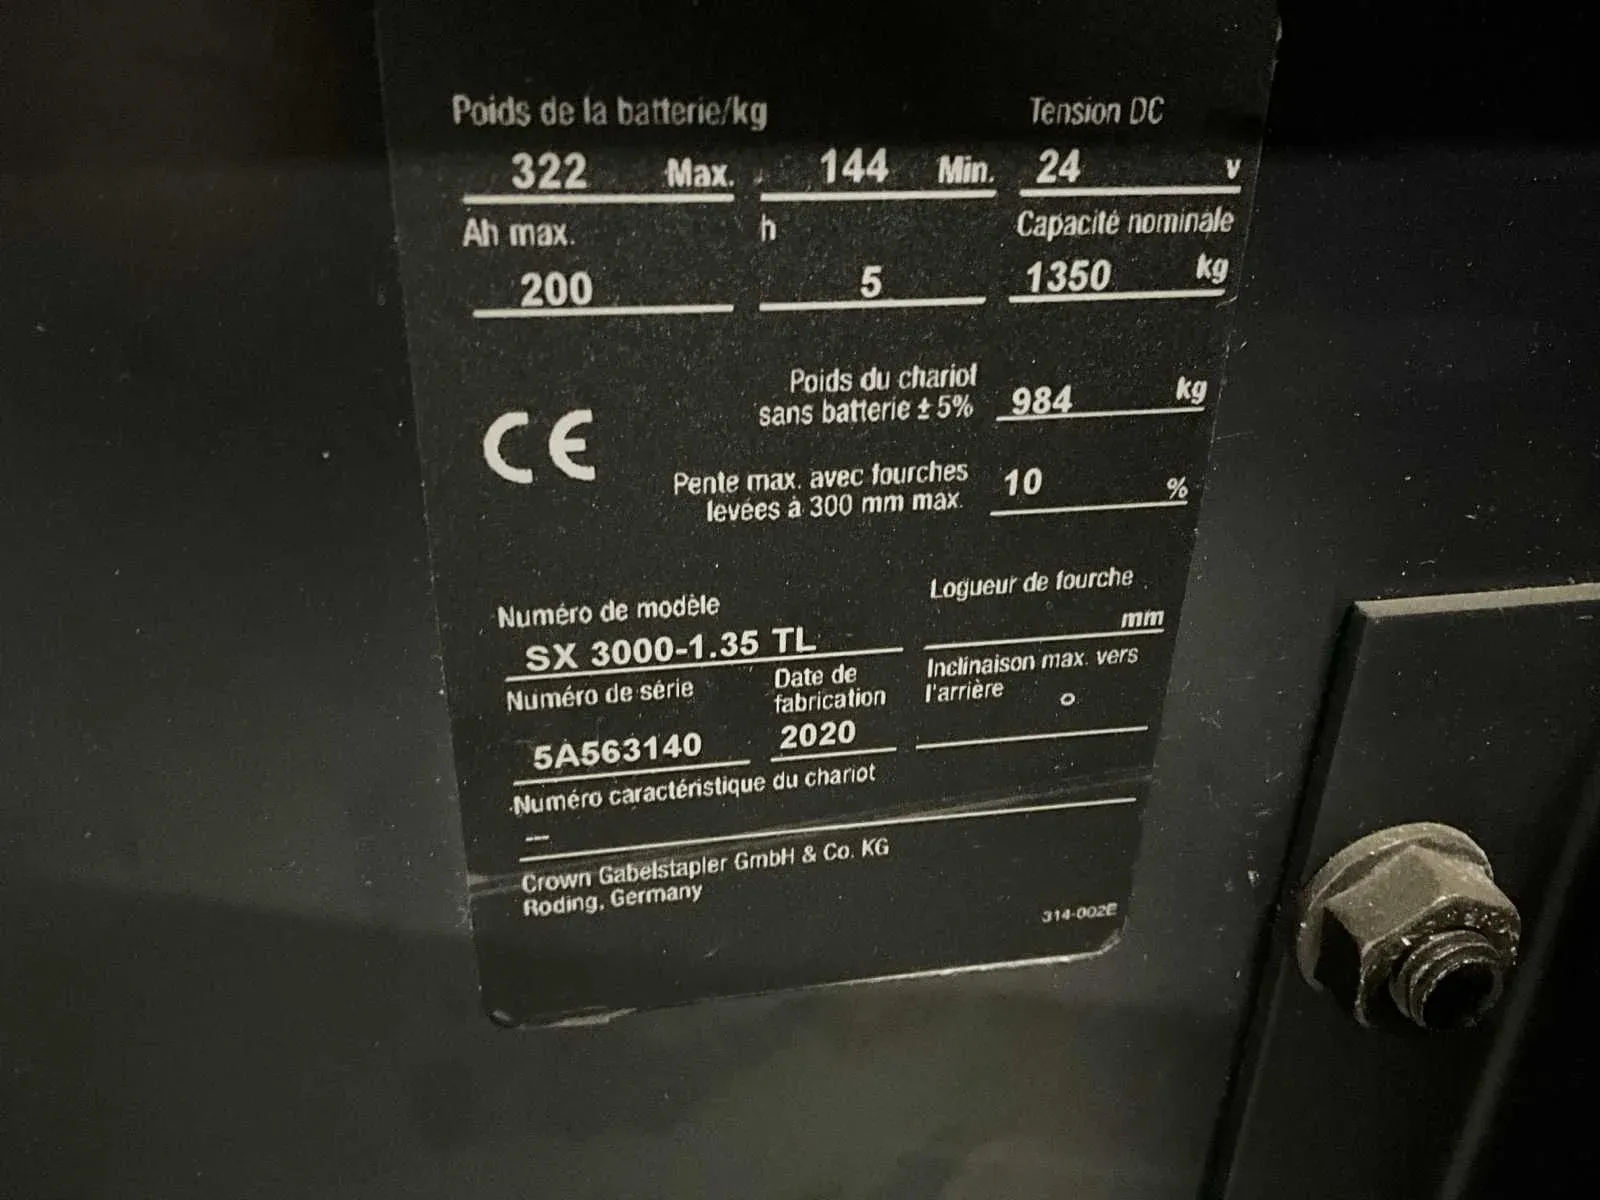 Poids de la batterie/kg Tension DC
322 Max. 144 Min. 24 v
Ah max. h Capacité nominale
200 5 1350 kg
Poids du chariot
sans batterie ± 5% 984 kg
CE
Pente max. avec fourches
levées à 300 mm max. 10 %
Numéro de modèle Logueur de fourche
SX 3000-1.35 TL mm
Numéro de série Date de fabrication Inclinaison max. vers l'arrière °
5A563140 2020
Numéro caractéristique du chariot
---
Crown Gabelstapler GmbH & Co. KG
Roding, Germany
314-002E